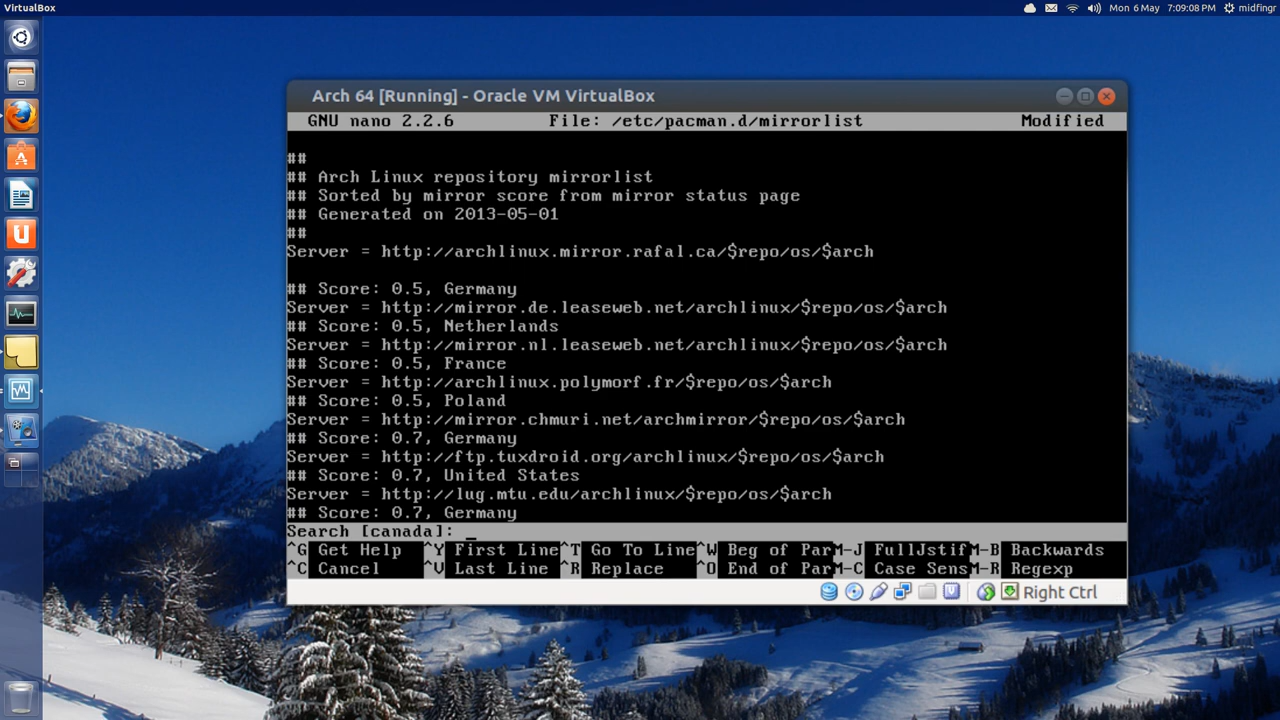 VirtualBox
Mon 6 May 7:09:08 PM midfingr
Arch 64 [Running] - Oracle VM VirtualBox
GNU nano 2.2.6 File: /etc/pacman.d/mirrorlist Modified
##
## Arch Linux repository mirrorlist
## Sorted by mirror score from mirror status page
## Generated on 2013-05-01
##
Server = http://archlinux.mirror.rafal.ca/$repo/os/$arch
## Score: 0.5, Germany
Server = http://mirror.de.leaseweb.net/archlinux/$repo/os/$arch
## Score: 0.5, Netherlands
Server = http://mirror.nl.leaseweb.net/archlinux/$repo/os/$arch
## Score: 0.5, France
Server = http://archlinux.polymorf.fr/$repo/os/$arch
## Score: 0.5, Poland
Server = http://mirror.chmuri.net/archmirror/$repo/os/$arch
## Score: 0.7, Germany
Server = http://ftp.tuxdroid.org/archlinux/$repo/os/$arch
## Score: 0.7, United States
Server = http://lug.mtu.edu/archlinux/$repo/os/$arch
## Score: 0.7, Germany
Search [canada]: _
^G Get Help ^Y First Line ^T Go To Line ^W Beg of Par M-J FullJstif M-B Backwards
^C Cancel ^V Last Line ^R Replace ^O End of Par M-C Case Sens M-R Regexp
Right Ctrl